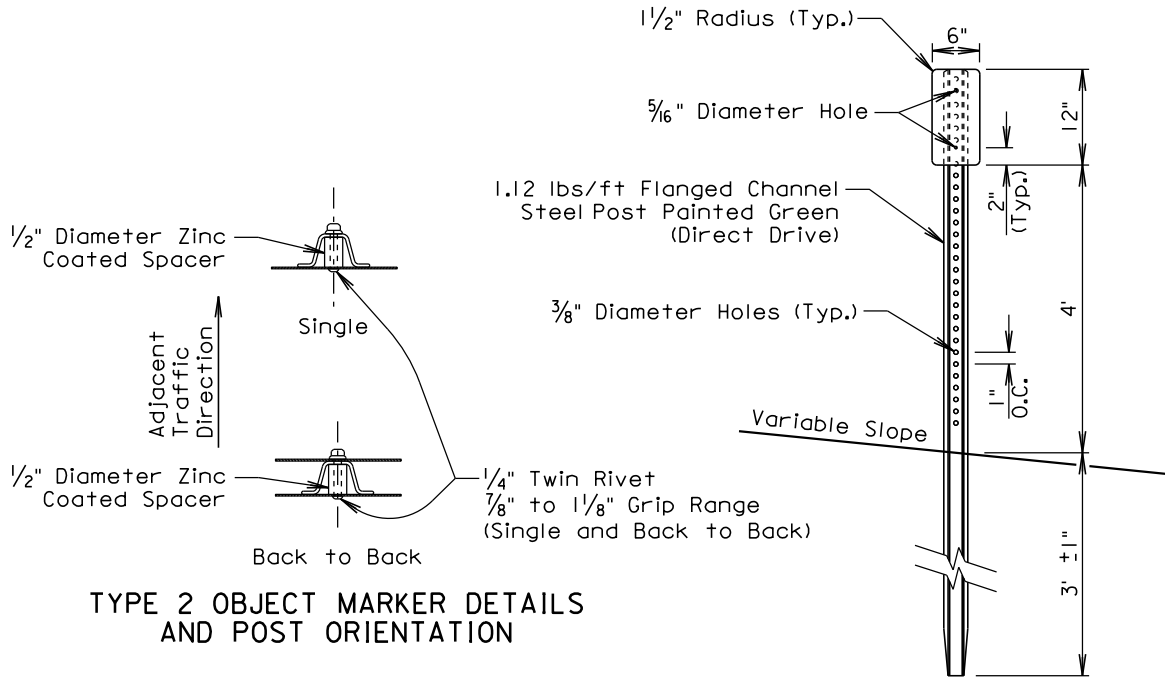 1 1/2" Radius (Typ.)
6"
5/16" Diameter Hole
12"
1.12 lbs/ft Flanged Channel
Steel Post Painted Green
(Direct Drive)
2"
(Typ.)
1/2" Diameter Zinc
Coated Spacer
Single
3/8" Diameter Holes (Typ.)
4'
1"
O.C.
Adjacent
Traffic
Direction
Variable Slope
1/2" Diameter Zinc
Coated Spacer
1/4" Twin Rivet
7/8" to 1 1/8" Grip Range
(Single and Back to Back)
Back to Back
3' ±1"
TYPE 2 OBJECT MARKER DETAILS
AND POST ORIENTATION